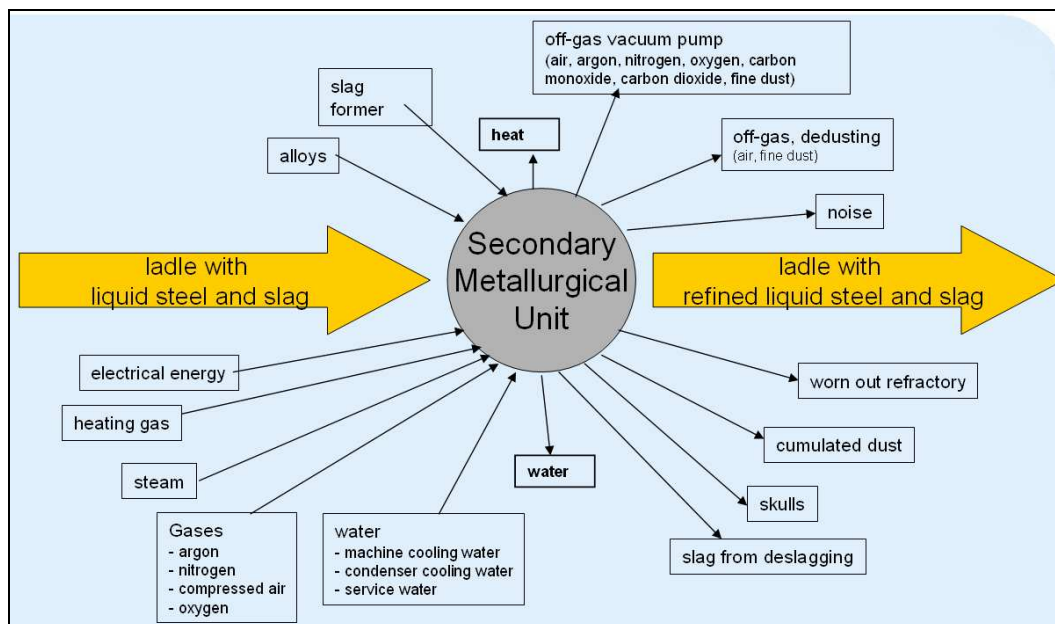 off-gas vacuum pump
(air, argon, nitrogen, oxygen, carbon
monoxide, carbon dioxide, fine dust)
slag
former
heat
off-gas, dedusting
(air, fine dust)
alloys
noise
ladle with
liquid steel and slag
Secondary
Metallurgical
Unit
ladle with
refined liquid steel and slag
electrical energy
worn out refractory
heating gas
cumulated dust
steam
water
skulls
Gases
- argon
- nitrogen
- compressed air
- oxygen
water
- machine cooling water
- condenser cooling water
- service water
slag from deslagging